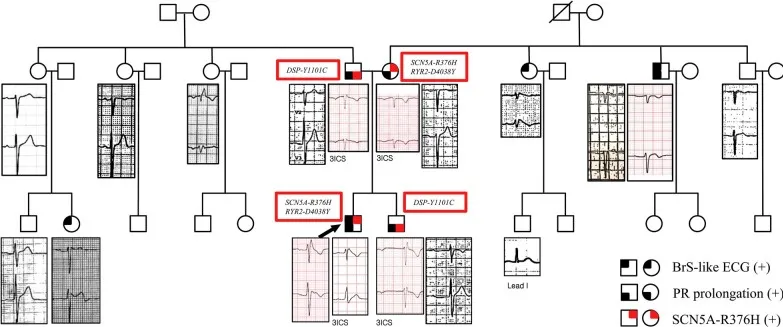 DSP-Y1101C
SCN5A-R376H
RYR2-D4038Y
V2
V3
3ICS
3ICS
SCN5A-R376H
RYR2-D4038Y
DSP-Y1101C
3ICS
3ICS
Lead I
BrS-like ECG (+)
PR prolongation (+)
SCN5A-R376H (+)